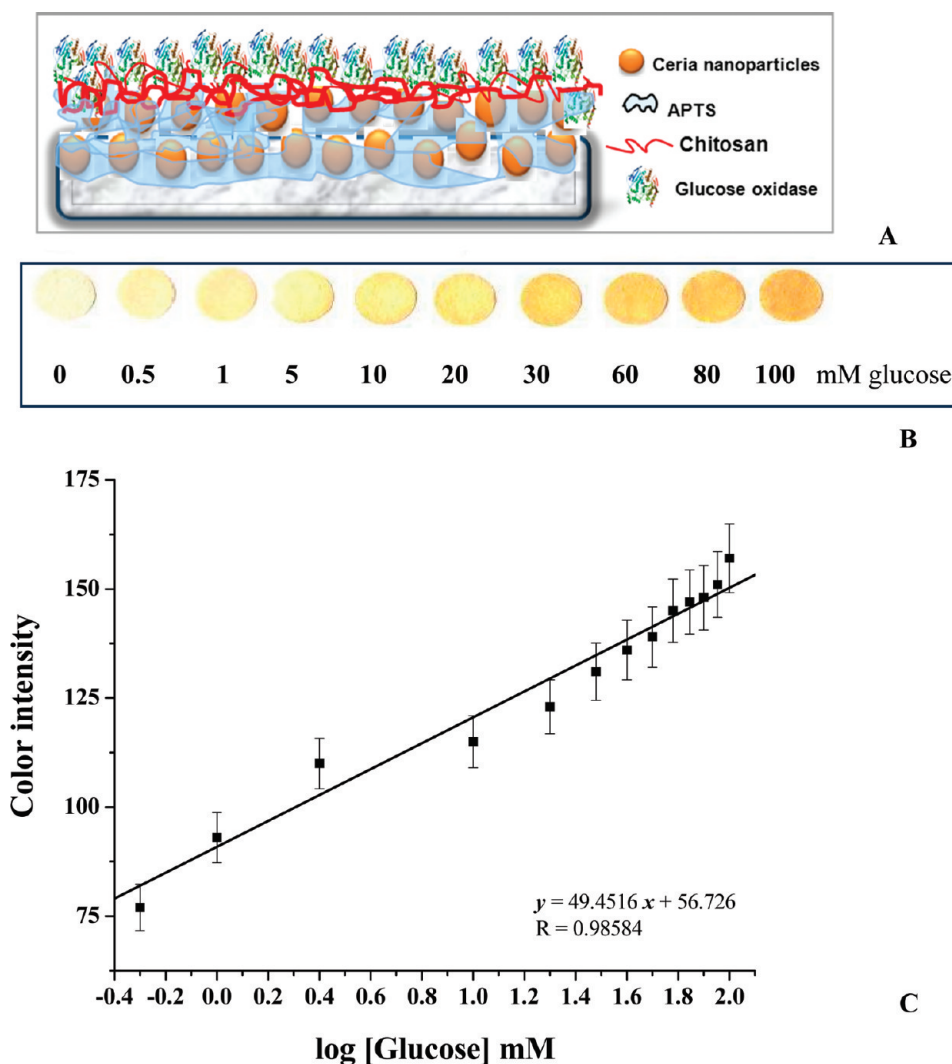 Ceria nanoparticles
APTS
Chitosan
Glucose oxidase
A
0 0.5 1 5 10 20 30 60 80 100 mM glucose
B
175
150
125
100
75
Color intensity
y = 49.4516 x + 56.726
R = 0.98584
-0.4 -0.2 0.0 0.2 0.4 0.6 0.8 1.0 1.2 1.4 1.6 1.8 2.0
C
log [Glucose] mM